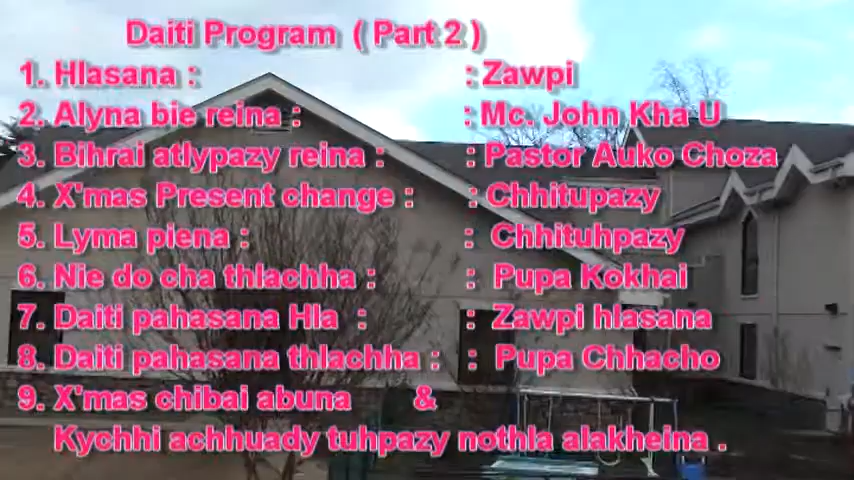 Daiti Program ( Part 2 )
1. Hlasana : : Zawpi
2. Alyna bie reina : : Mc. John Kha U
3. Bihrai atlypazy reina : : Pastor Auko Choza
4. X'mas Present change : : Chhitupazy
5. Lyma piena : : Chhituhpazy
6. Nie do cha thlachha : : Pupa Kokhai
7. Daiti pahasana Hla : : Zawpi hlasana
8. Daiti pahasana thlachha : : Pupa Chhacho
9. X'mas chibai abuna &
Kychhi achhuady tuhpazy nothla alakheina .